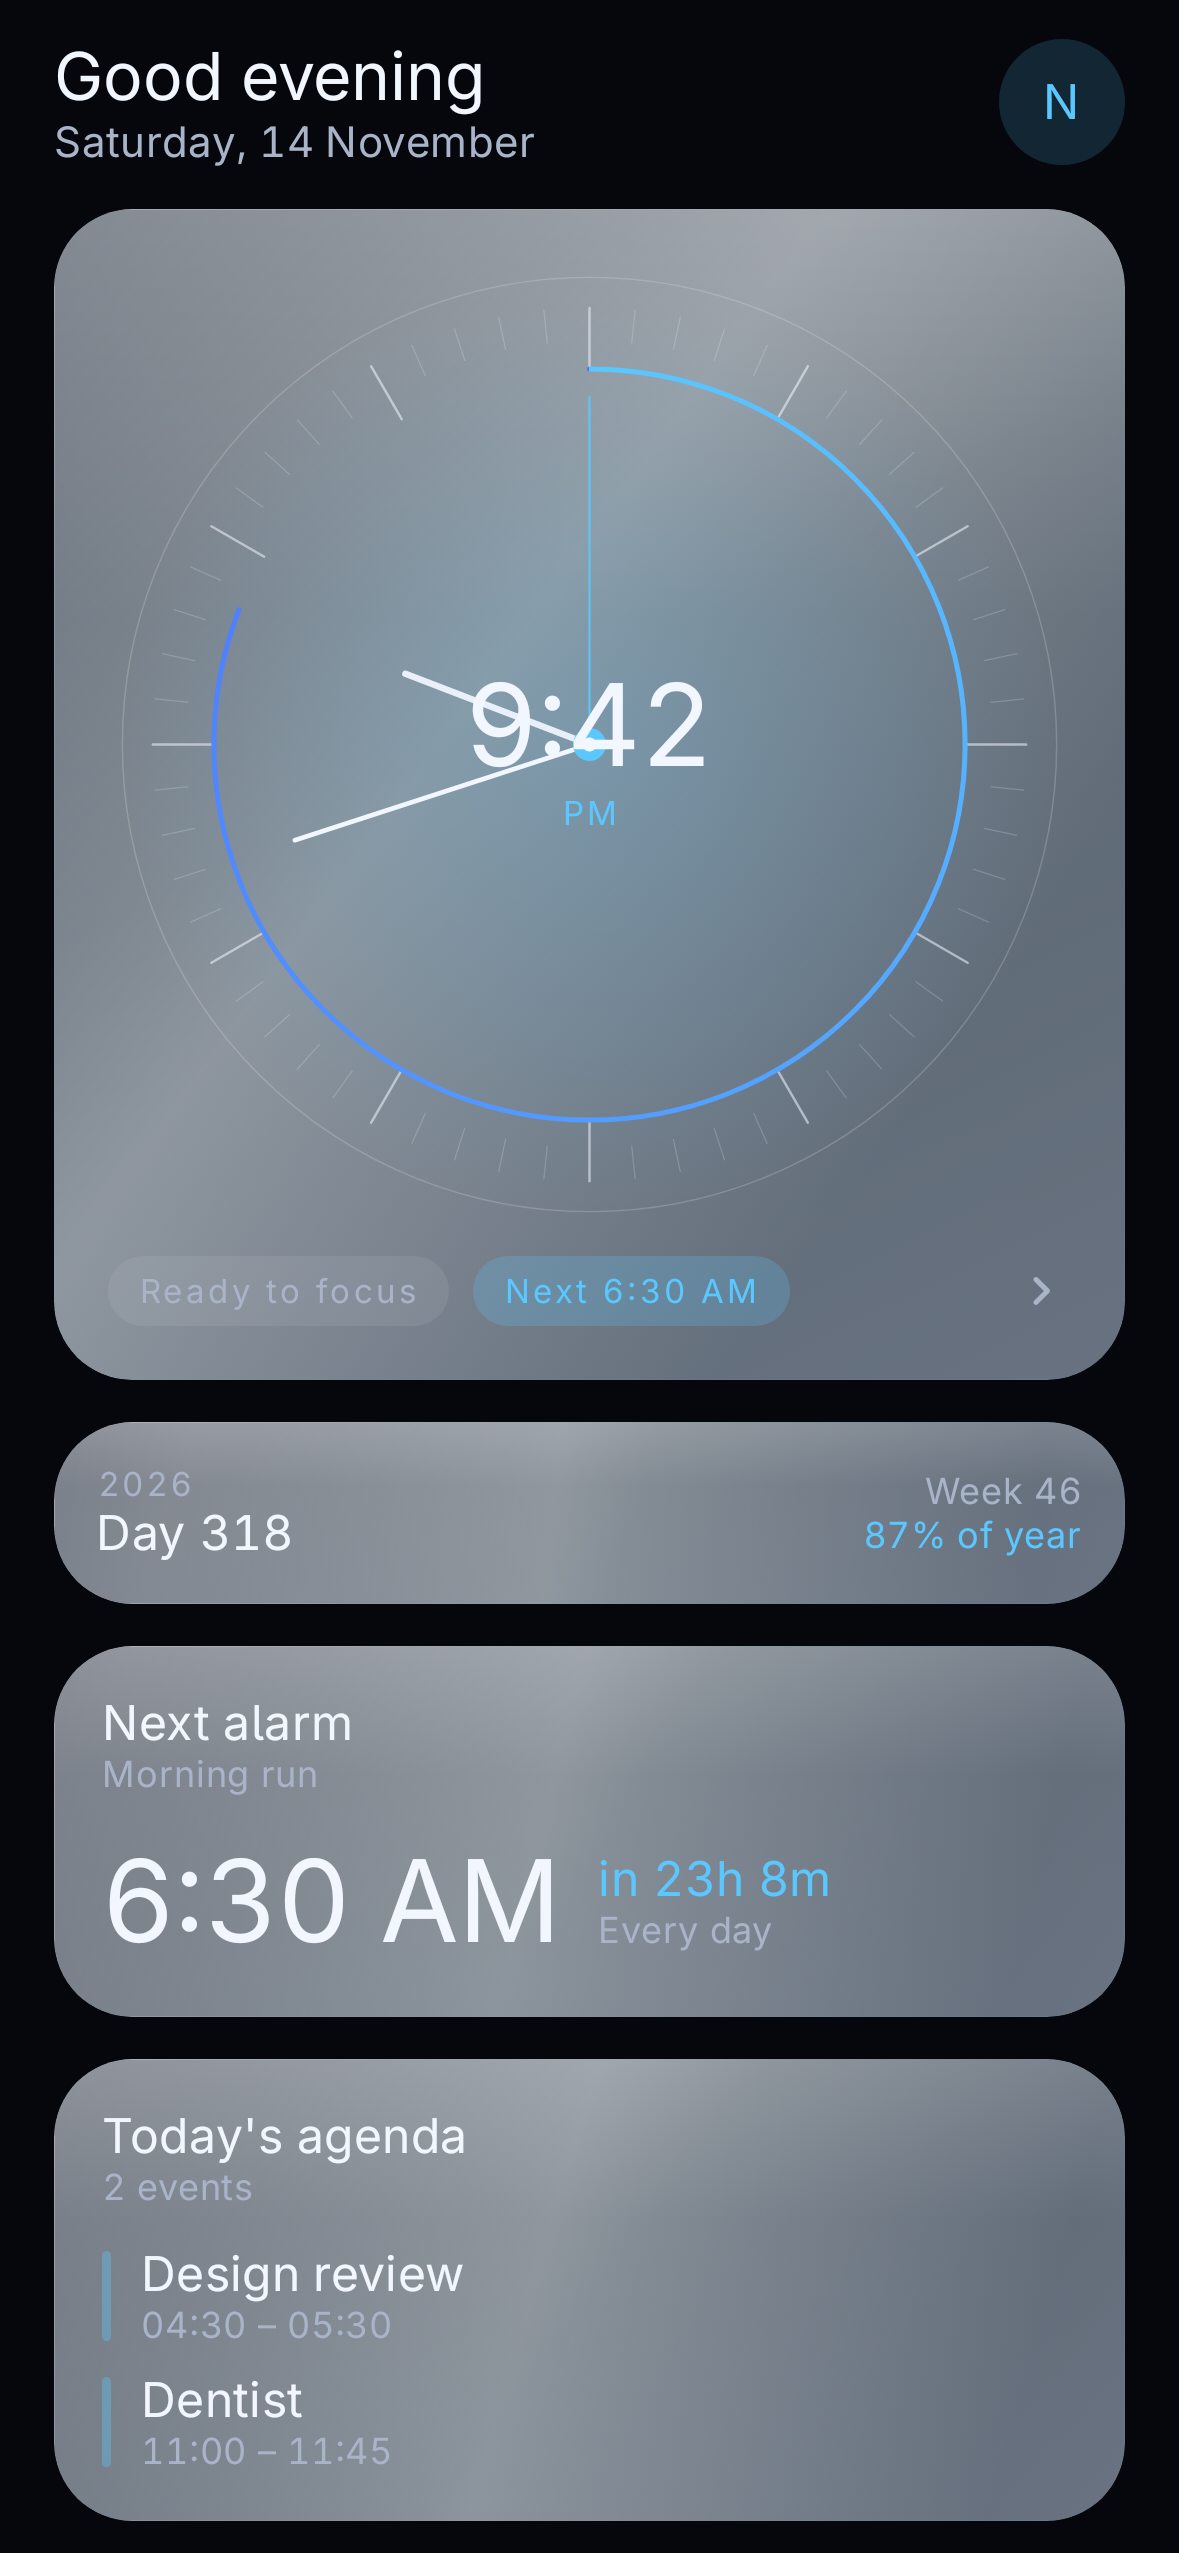 Good evening
Saturday, 14 November
N
9:42
PM
Ready to focus
Next 6:30 AM
2026
Day 318
Week 46
87% of year
Next alarm
Morning run
6:30 AM
in 23h 8m
Every day
Today's agenda
2 events
Design review
04:30 – 05:30
Dentist
11:00 – 11:45